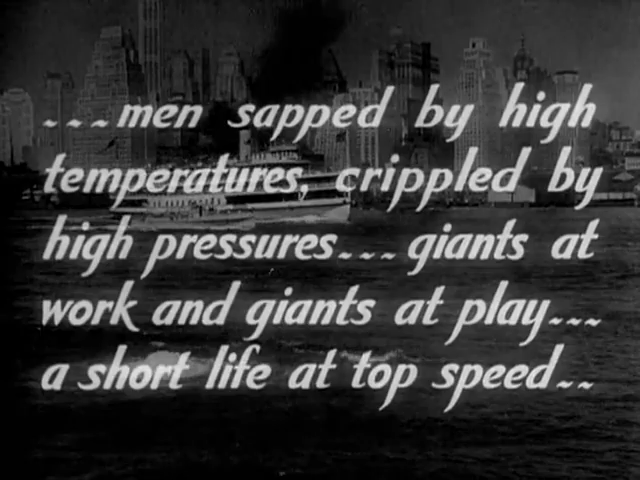 ...men sapped by high
temperatures, crippled by
high pressures... giants at
work and giants at play...
a short life at top speed..